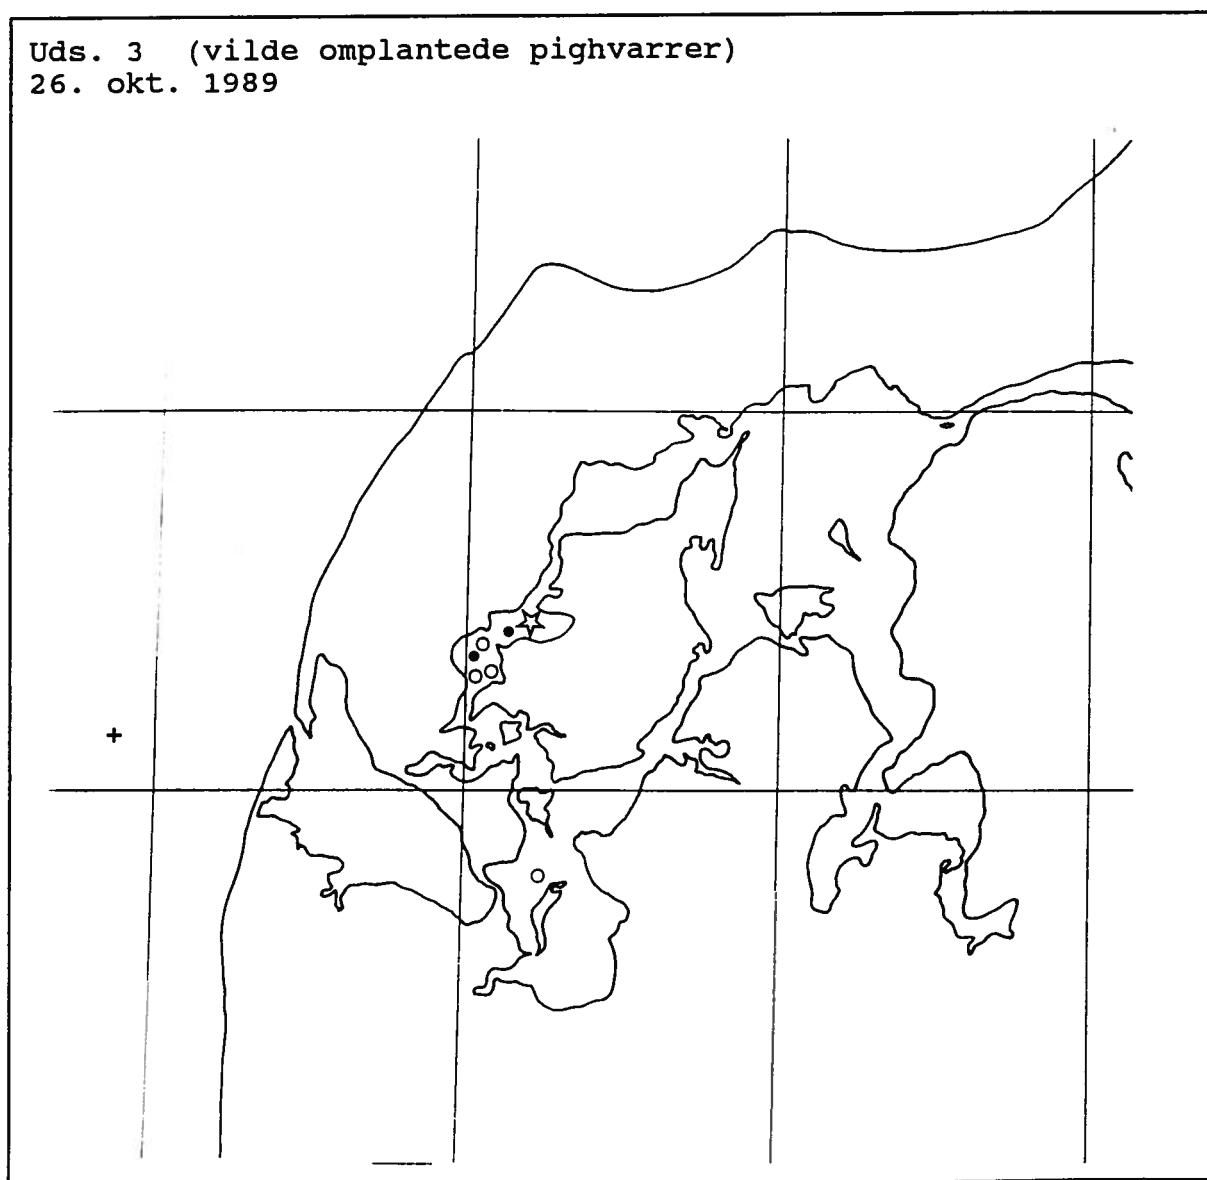 Uds. 3 (vilde omplantede pighvarrer)
26. okt. 1989